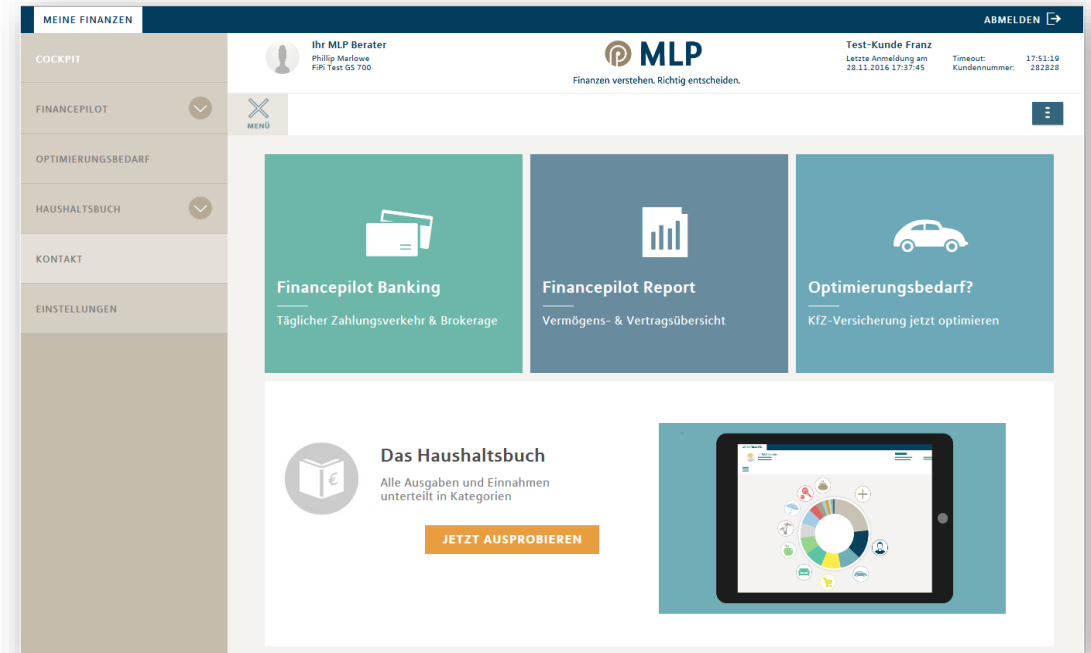 MEINE FINANZEN
ABMELDEN
COCKPIT
FINANCEPILOT
OPTIMIERUNGSBEDARF
HAUSHALTSBUCH
KONTAKT
EINSTELLUNGEN
Ihr MLP Berater
Phillip Marlowe
FiPi Test GS 700
MLP
Finanzen verstehen. Richtig entscheiden.
Test-Kunde Franz
Letzte Anmeldung am
28.11.2016 17:37:45
Timeout: 17:51:19
Kundennummer: 282828
MENÜ
Financepilot Banking
Täglicher Zahlungsverkehr & Brokerage
Financepilot Report
Vermögens- & Vertragsübersicht
Optimierungsbedarf?
KfZ-Versicherung jetzt optimieren
€
Das Haushaltsbuch
Alle Ausgaben und Einnahmen
unterteilt in Kategorien
JETZT AUSPROBIEREN